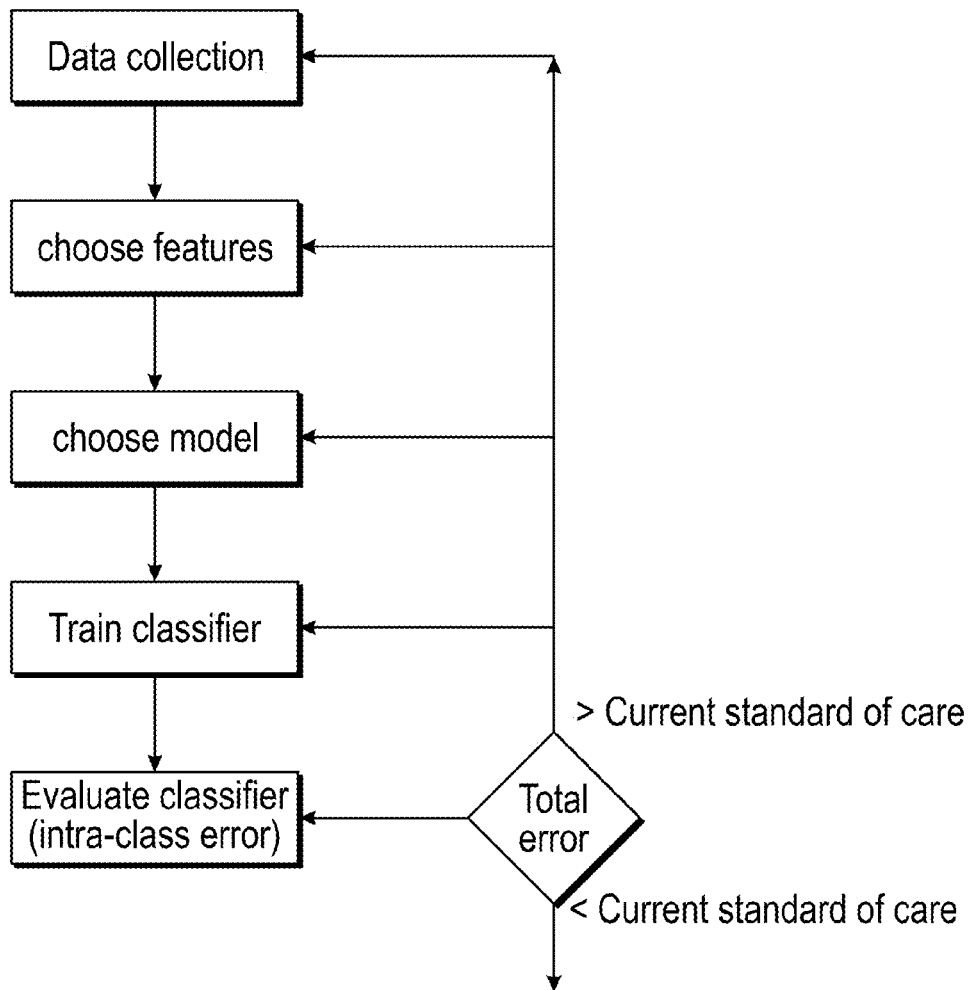 Data collection
choose features
choose model
Train classifier
Evaluate classifier
(intra-class error)
> Current standard of care
Total
error
< Current standard of care